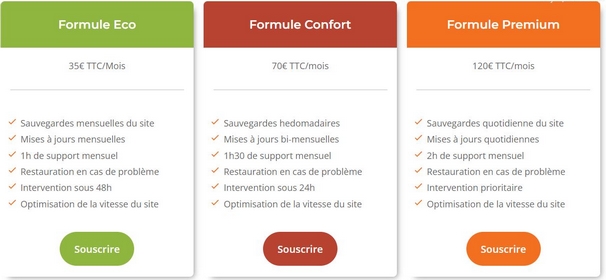 Formule Eco
35€ TTC/Mois
Sauvegardes mensuelles du site
Mises à jours mensuelles
1h de support mensuel
Restauration en cas de problème
Intervention sous 48h
Optimisation de la vitesse du site
Souscrire
Formule Confort
70€ TTC/mois
Sauvegardes hedomadaires
Mises à jours bi-mensuelles
1h30 de support mensuel
Restauration en cas de problème
Intervention sous 24h
Optimisation de la vitesse du site
Souscrire
Formule Premium
120€ TTC/mois
Sauvegardes quotidienne du site
Mises à jours quotidiennes
2h de support mensuel
Restauration en cas de problème
Intervention prioritaire
Optimisation de la vitesse du site
Souscrire